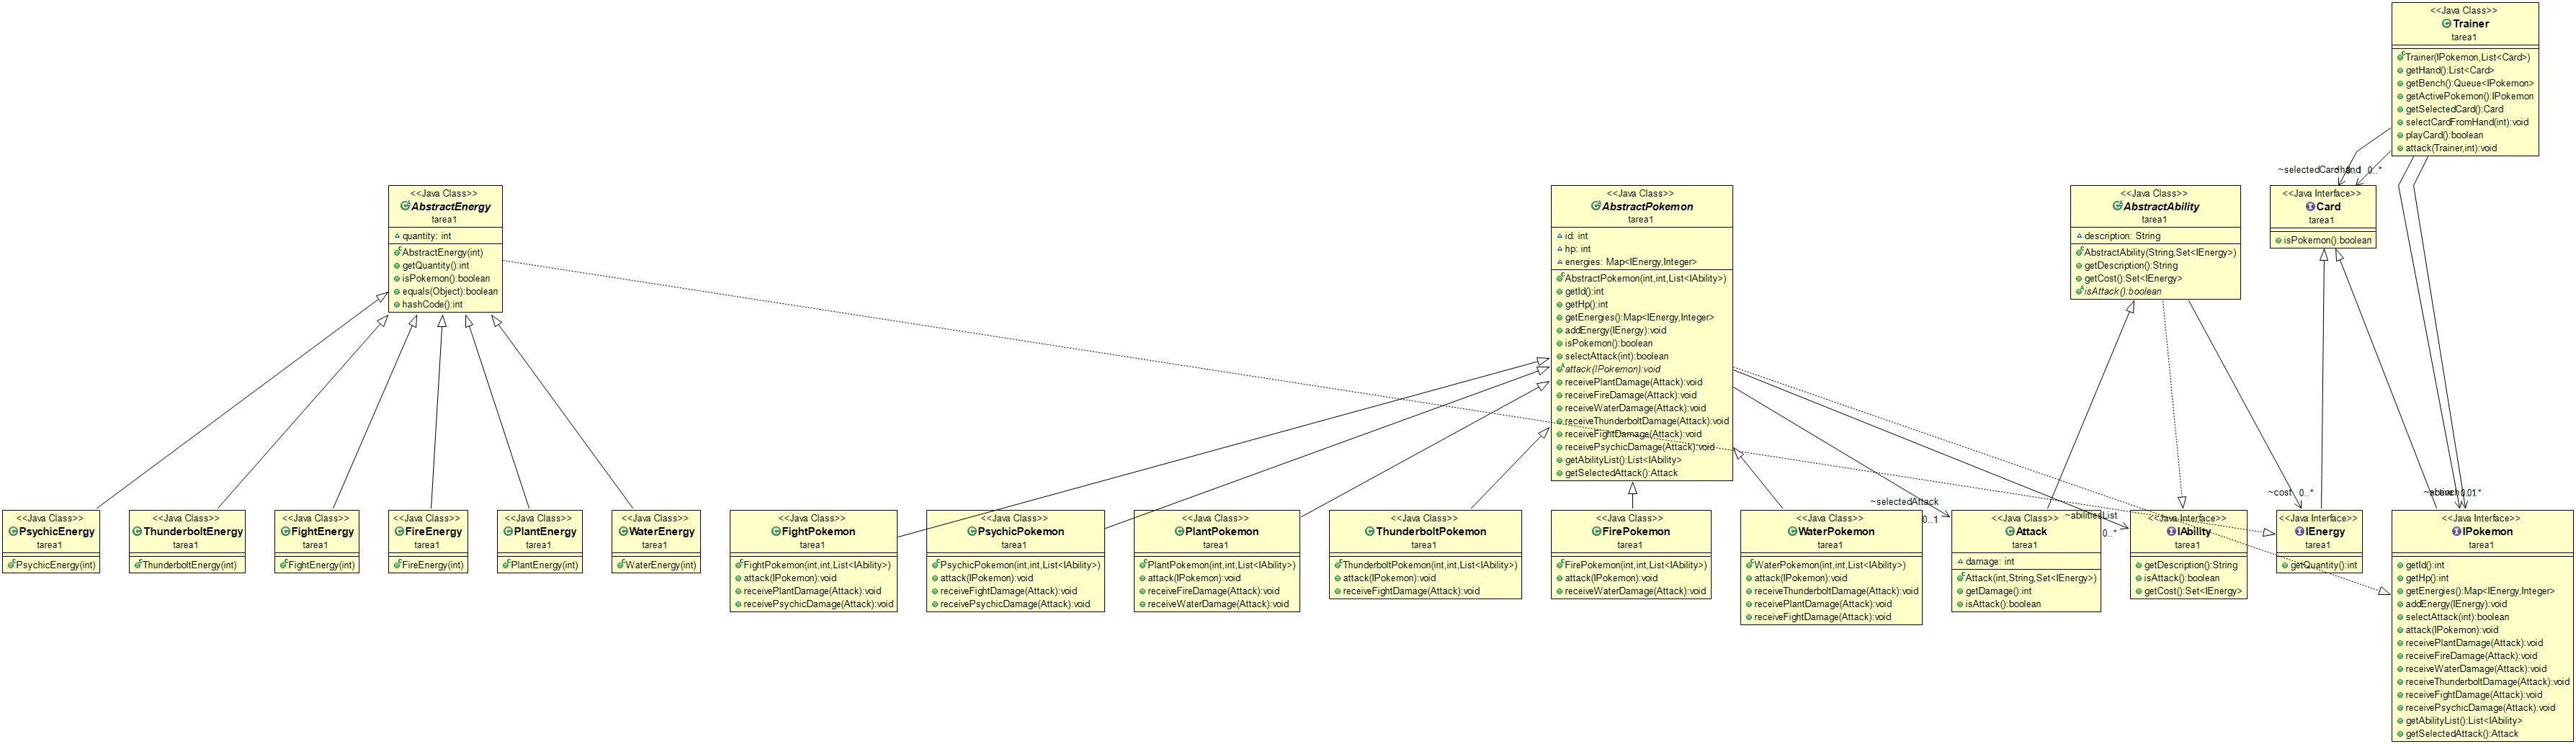 <<Java Class>>
Trainer
tarea1
Trainer(IPokemon,List<Card>)
getHand():List<Card>
getBench():Queue<IPokemon>
getActivePokemon():IPokemon
getSelectedCard():Card
selectCardFromHand(int):void
playCard():boolean
attack(Trainer,int):void
<<Java Class>>
AbstractEnergy
tarea1
quantity: int
AbstractEnergy(int)
getQuantity():int
isPokemon():boolean
equals(Object):boolean
hashCode():int
<<Java Class>>
AbstractPokemon
tarea1
id: int
hp: int
energies: Map<IEnergy,Integer>
AbstractPokemon(int,int,List<IAbility>)
getId():int
getHp():int
getEnergies():Map<IEnergy,Integer>
addEnergy(IEnergy):void
isPokemon():boolean
selectAttack(int):boolean
attack(IPokemon):void
receivePlantDamage(Attack):void
receiveFireDamage(Attack):void
receiveWaterDamage(Attack):void
receiveThunderboltDamage(Attack):void
receiveFightDamage(Attack):void
receivePsychicDamage(Attack):void
getAbilityList():List<IAbility>
getSelectedAttack():Attack
<<Java Class>>
AbstractAbility
tarea1
description: String
AbstractAbility(String,Set<IEnergy>)
getDescription():String
getCost():Set<IEnergy>
isAttack():boolean
~selectedCard
0..*
<<Java Interface>>
Card
tarea1
isPokemon():boolean
~selectedAttack
0..1
~abilitiesList
0..*
~cost 0..*
<<Java Class>>
PsychicEnergy
tarea1
PsychicEnergy(int)
<<Java Class>>
ThunderboltEnergy
tarea1
ThunderboltEnergy(int)
<<Java Class>>
FightEnergy
tarea1
FightEnergy(int)
<<Java Class>>
FireEnergy
tarea1
FireEnergy(int)
<<Java Class>>
PlantEnergy
tarea1
PlantEnergy(int)
<<Java Class>>
WaterEnergy
tarea1
WaterEnergy(int)
<<Java Class>>
FightPokemon
tarea1
FightPokemon(int,int,List<IAbility>)
attack(IPokemon):void
receivePlantDamage(Attack):void
receivePsychicDamage(Attack):void
<<Java Class>>
PsychicPokemon
tarea1
PsychicPokemon(int,int,List<IAbility>)
attack(IPokemon):void
receiveFightDamage(Attack):void
receivePsychicDamage(Attack):void
<<Java Class>>
PlantPokemon
tarea1
PlantPokemon(int,int,List<IAbility>)
attack(IPokemon):void
receiveFireDamage(Attack):void
receiveWaterDamage(Attack):void
<<Java Class>>
ThunderboltPokemon
tarea1
ThunderboltPokemon(int,int,List<IAbility>)
attack(IPokemon):void
receiveFightDamage(Attack):void
<<Java Class>>
FirePokemon
tarea1
FirePokemon(int,int,List<IAbility>)
attack(IPokemon):void
receiveWaterDamage(Attack):void
<<Java Class>>
WaterPokemon
tarea1
WaterPokemon(int,int,List<IAbility>)
attack(IPokemon):void
receiveThunderboltDamage(Attack):void
receivePlantDamage(Attack):void
receiveFightDamage(Attack):void
<<Java Class>>
Attack
tarea1
damage: int
Attack(int,String,Set<IEnergy>)
getDamage():int
isAttack():boolean
<<Java Interface>>
IAbility
tarea1
getDescription():String
isAttack():boolean
getCost():Set<IEnergy>
<<Java Interface>>
IEnergy
tarea1
getQuantity():int
<<Java Interface>>
IPokemon
tarea1
getId():int
getHp():int
getEnergies():Map<IEnergy,Integer>
addEnergy(IEnergy):void
selectAttack(int):boolean
attack(IPokemon):void
receivePlantDamage(Attack):void
receiveFireDamage(Attack):void
receiveWaterDamage(Attack):void
receiveThunderboltDamage(Attack):void
receiveFightDamage(Attack):void
receivePsychicDamage(Attack):void
getAbilityList():List<IAbility>
getSelectedAttack():Attack